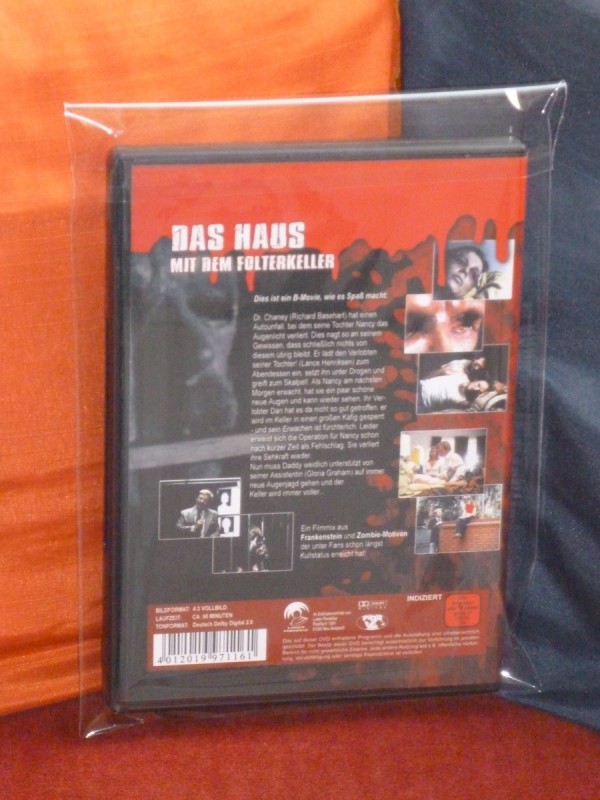 DAS HAUS
MIT DEM FOLTERKELLER
Dies ist ein B-Movie, wie es Spaß macht.
Dr. Chaney (Richard Basehart) hat einen
Autounfall, bei dem seine Tochter Nancy das
Augenlicht verliert. Dies nagt so an seinem
Gewissen, dass schließlich nichts von
diesem übrig bleibt. Er lädt den Verlobten
seiner Tochter (Lance Henriksen) zum
Abendessen ein, setzt ihn unter Drogen und
greift zum Skalpell. Als Nancy am nächsten
Morgen erwacht, hat sie ein paar schöne
neue Augen und kann wieder sehen. Ihr Ver-
lobter Dan hat es da nicht so gut getroffen, er
wird im Keller in einen großen Käfig gesperrt
- und sein Erwachen ist fürchterlich. Leider
erweist sich die Operation für Nancy schon
nach kurzer Zeit als Fehlschlag. Sie verliert
ihre Sehkraft wieder.
Nun muss Daddy weidlich unterstützt von
seiner Assistentin (Gloria Graham) auf immer
neue Augenjagd gehen und der
Keller wird immer voller...
Ein Filmmix aus
Frankenstein und Zombie-Motiven
der unter Fans schon längst
Kultstatus erreicht hat!
BILDFORMAT: 4:3 VOLLBILD
LAUFZEIT: CA. 86 MINUTEN
TONFORMAT: Deutsch Dolby Digital 2.0
INDIZIERT
4 012019 971161